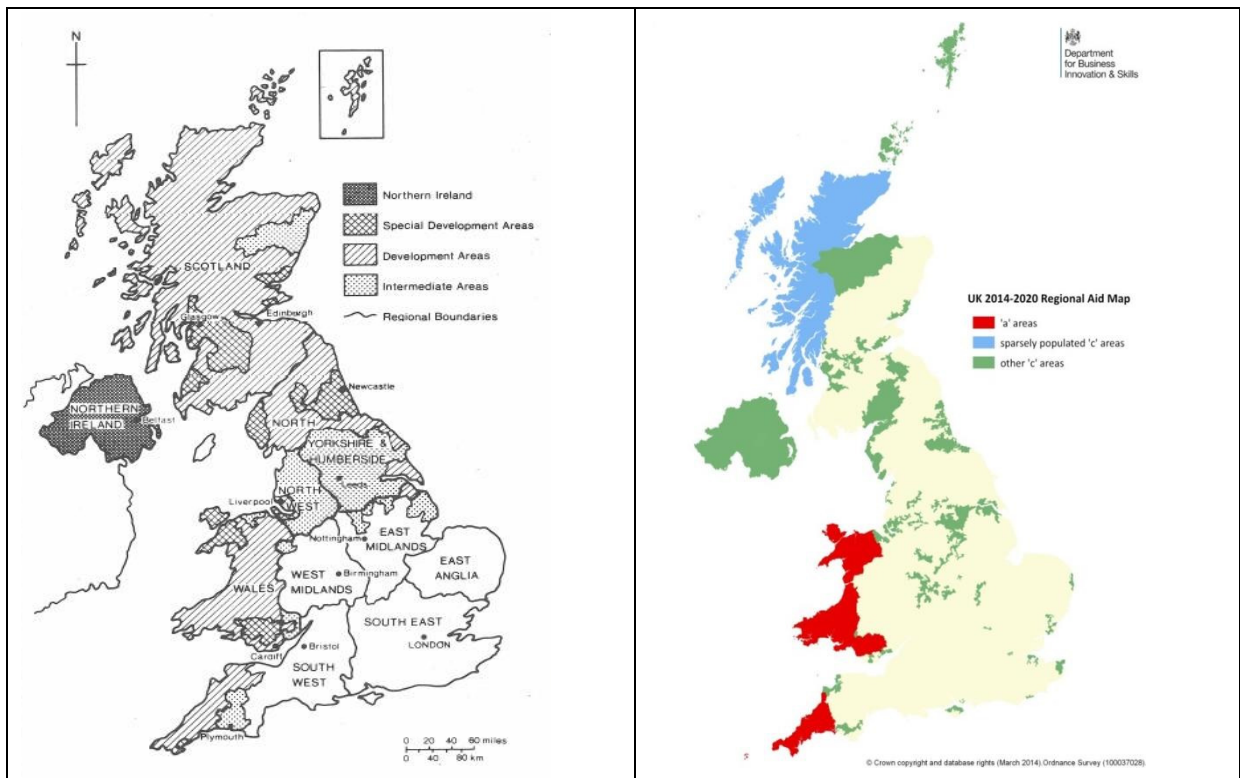 N
Northern Ireland
Special Development Areas
Development Areas
Intermediate Areas
Regional Boundaries
SCOTLAND
Glasgow
Edinburgh
Newcastle
NORTHERN
IRELAND
Belfast
NORTH
YORKSHIRE &
HUMBERSIDE
Leeds
NORTH
WEST
Liverpool
Nottingham
EAST
MIDLANDS
EAST
ANGLIA
WEST
MIDLANDS
Birmingham
WALES
SOUTH EAST
LONDON
Cardiff
Bristol
SOUTH
WEST
Plymouth
0 20 40 60 miles
0 40 80 km
Department
for Business
Innovation & Skills
UK 2014-2020 Regional Aid Map
'a' areas
sparsely populated 'c' areas
other 'c' areas
© Crown copyright and database rights (March 2014).Ordnance Survey (100037028)